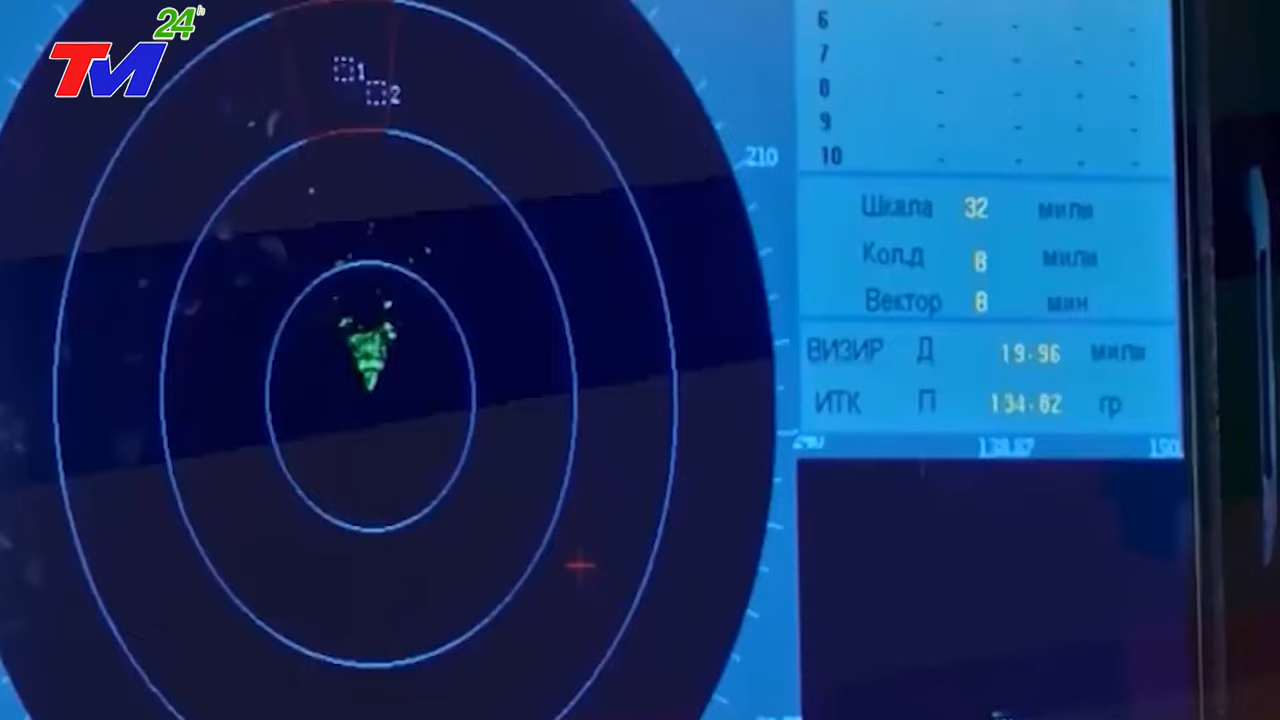 24h
TM
1
2
210
6 - - - -
7 - - - -
8 - - - -
9 - - - -
10 - - - -
Шкала 32 мили
Кол.д 8 мили
Вектор 8 мин
ВИЗИР Д 19.96 мили
ИТК П 134.82 гр